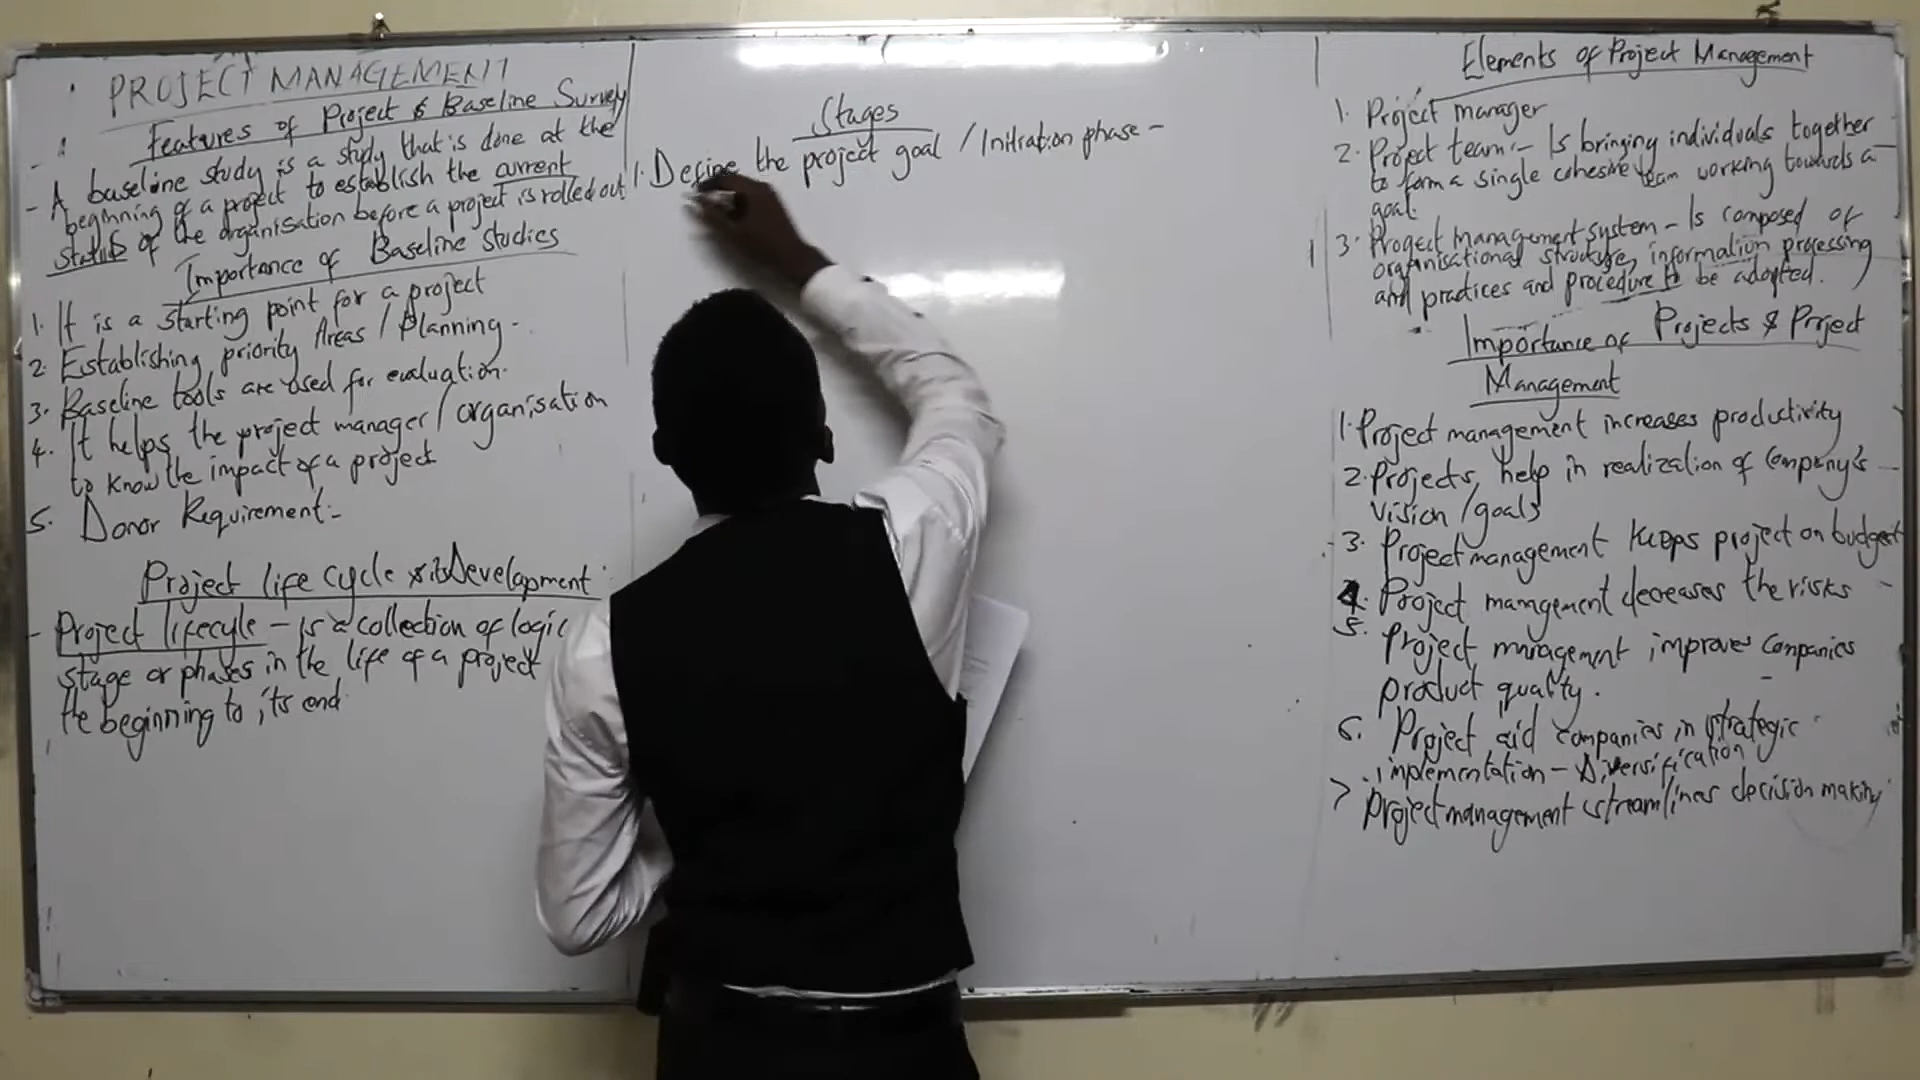 PROJECT MANAGEMENT
Features of Project & Baseline Survey
- A baseline study is a study that is done at the
beginning of a project to establish the current
status of the organisation before a project is rolled out
Importance of Baseline Studies
1. It is a starting point for a project
2. Establishing priority Areas / Planning -
3. Baseline tools are used for evaluation.
4. It helps the project manager / organisation
to know the impact of a project
5. Donor Requirement:-
Project life cycle & its Development
- Project lifecyle - is a collection of logic
stage or phases in the life of a project
the beginning to it's end
Stages
1. Define the project goal / Initiation phase -
Elements of Project Management
1. Project manager
2. Project team:- Is bringing individuals together
to form a single cohesive team working towards a
goal.
3. Project management system - Is composed of
organisational structure, information processing
and practices and procedure to be adopted.
Importance of Projects & Project
Management
1. Project management increases productivity
2. Projects, help in realization of Company's
vision / goals
3. Project management keeps project on budget
4. Project management decreases the risks
5. Project management improves companies
product quality.
6. Project aid companies in strategic
implementation - Diversification
7 Project management streamlines decision making